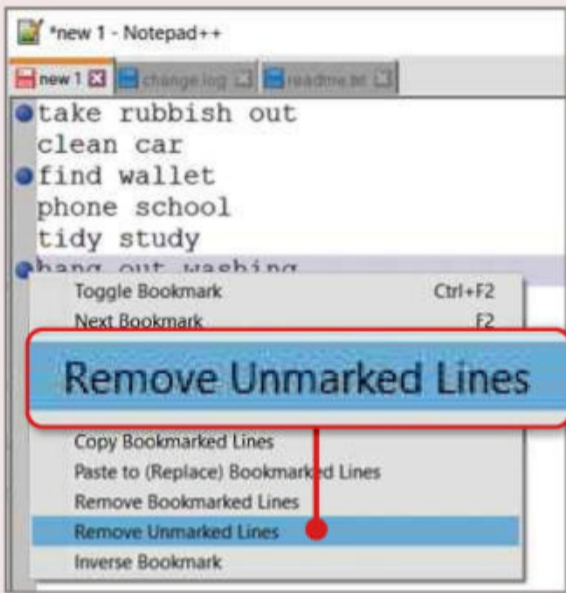 *new 1 - Notepad++
new 1 change.log readme.txt
take rubbish out
clean car
find wallet
phone school
tidy study
hang out washing
Toggle Bookmark Ctrl+F2
Next Bookmark F2
Remove Unmarked Lines
Copy Bookmarked Lines
Paste to (Replace) Bookmarked Lines
Remove Bookmarked Lines
Remove Unmarked Lines
Inverse Bookmark